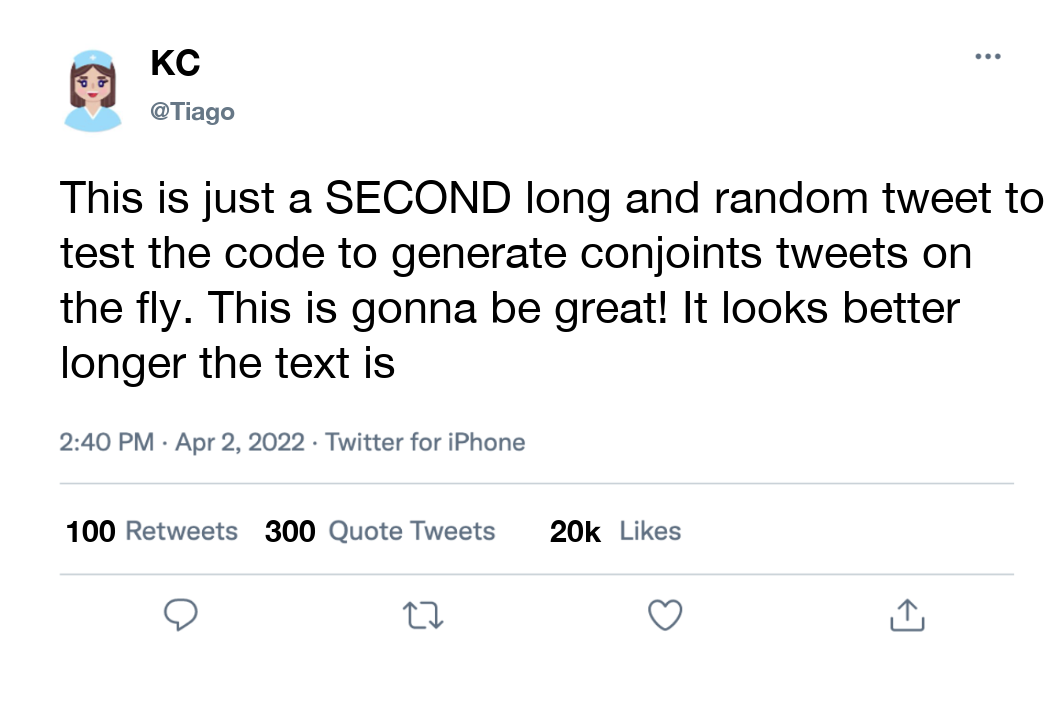 KC
@Tiago
This is just a SECOND long and random tweet to
test the code to generate conjoints tweets on
the fly. This is gonna be great! It looks better
longer the text is
2:40 PM · Apr 2, 2022 · Twitter for iPhone
100 Retweets 300 Quote Tweets 20k Likes